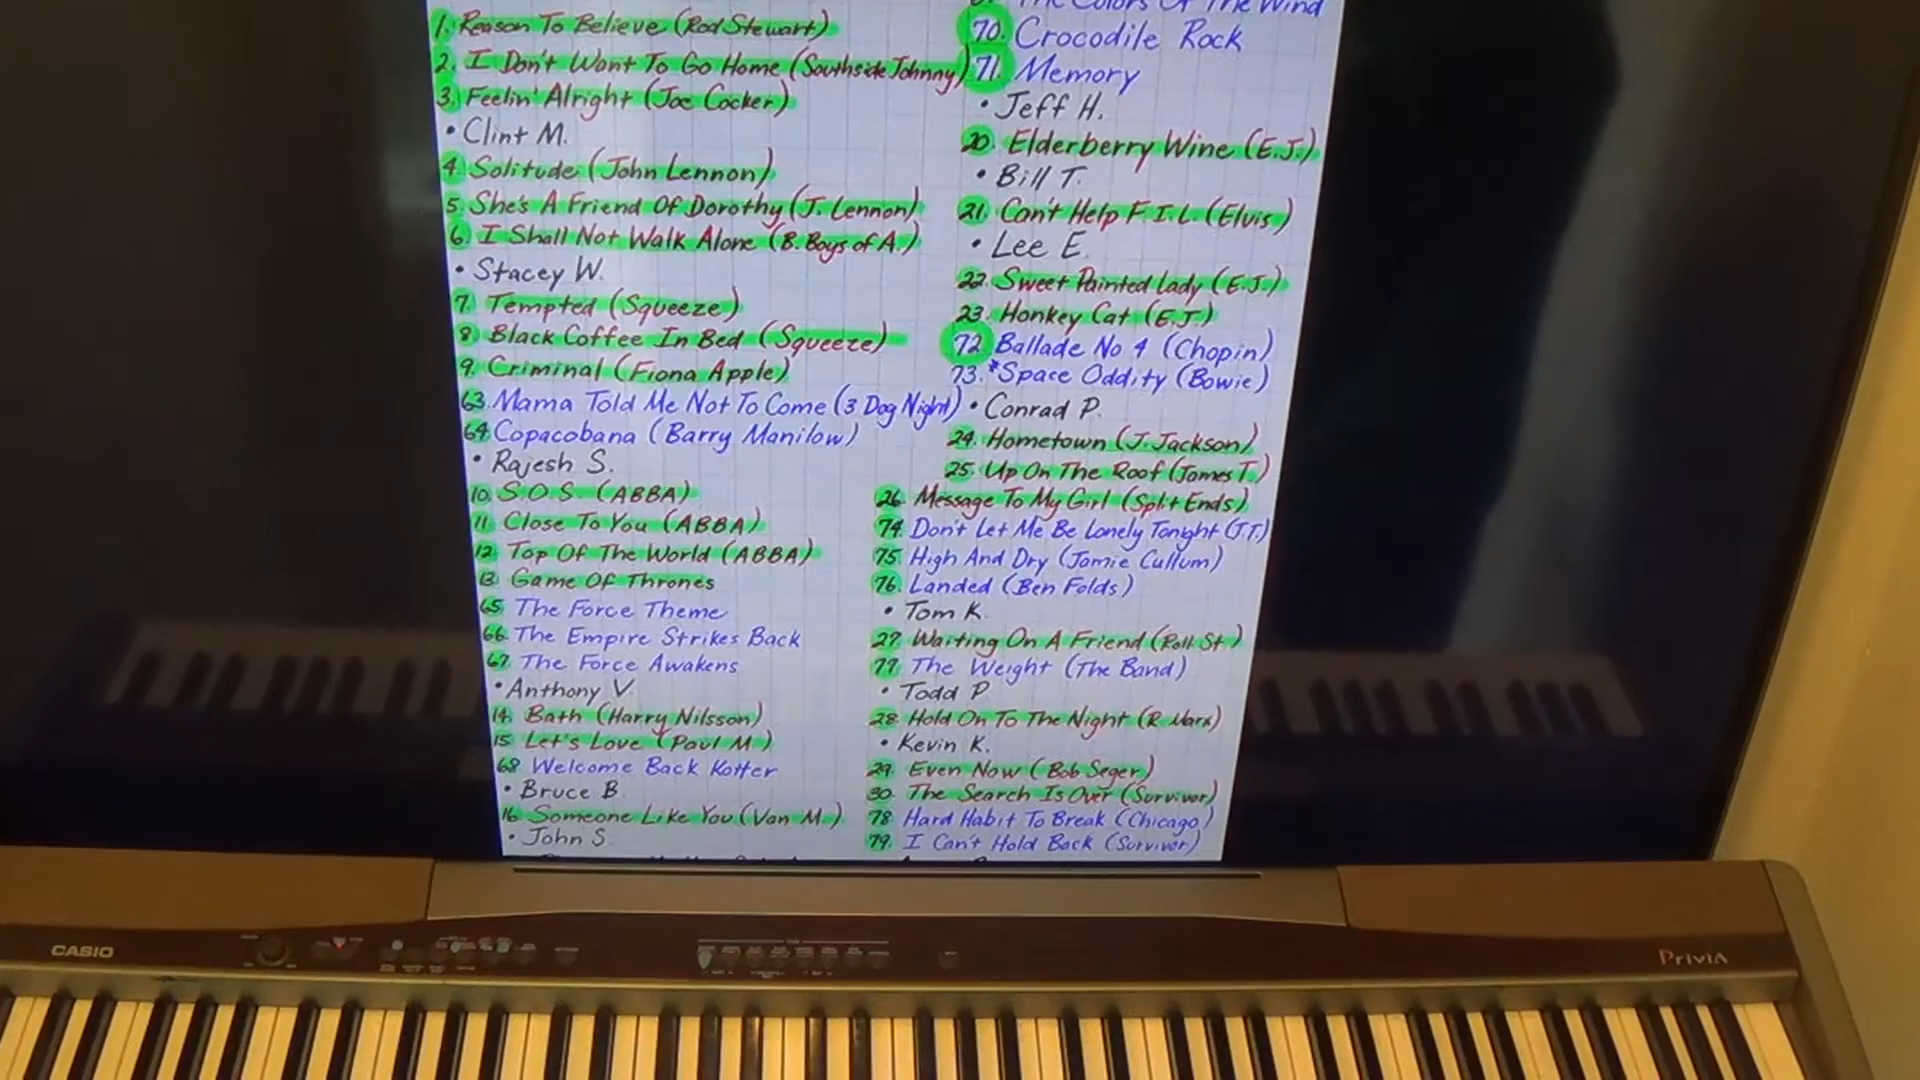 1. Reason To Believe (Rod Stewart)
2. I Don't Want To Go Home (Southside Johnny)
3. Feelin' Alright (Joe Cocker)
• Clint M.
4. Solitude (John Lennon)
5. She's A Friend Of Dorothy (J. Lennon)
6. I Shall Not Walk Alone (B. Boys of A.)
• Stacey W.
7. Tempted (Squeeze)
8. Black Coffee In Bed (Squeeze)
9. Criminal (Fiona Apple)
63. Mama Told Me Not To Come (3 Dog Night)
64. Copacobana (Barry Manilow)
• Rajesh S.
10. S O S (ABBA)
11. Close To You (ABBA)
12. Top Of The World (ABBA)
13. Game Of Thrones
65. The Force Theme
66. The Empire Strikes Back
67. The Force Awakens
• Anthony V.
14. Bath (Harry Nilsson)
15. Let's Love (Paul M.)
68. Welcome Back Kotter
• Bruce B.
16. Someone Like You (Van M.)
• John S.
The Colors Of The Wind
70. Crocodile Rock
71. Memory
• Jeff H.
20. Elderberry Wine (E.J.)
• Bill T.
21. Can't Help F.I.L. (Elvis)
• Lee E.
22. Sweet Painted Lady (E.J.)
23. Honkey Cat (E.J.)
72. Ballade No 4 (Chopin)
73. *Space Oddity (Bowie)
• Conrad P.
24. Hometown (J. Jackson)
25. Up On The Roof (James T.)
26. Message To My Girl (Split Ends)
74. Don't Let Me Be Lonely Tonight (J.T.)
75. High And Dry (Jamie Cullum)
76. Landed (Ben Folds)
• Tom K.
27. Waiting On A Friend (Roll St.)
77. The Weight (The Band)
• Todd P.
28. Hold On To The Night (R Marx)
• Kevin K.
29. Even Now (Bob Seger)
30. The Search Is Over (Survivor)
78. Hard Habit To Break (Chicago)
79. I Can't Hold Back (Survivor)
CASIO
Privia